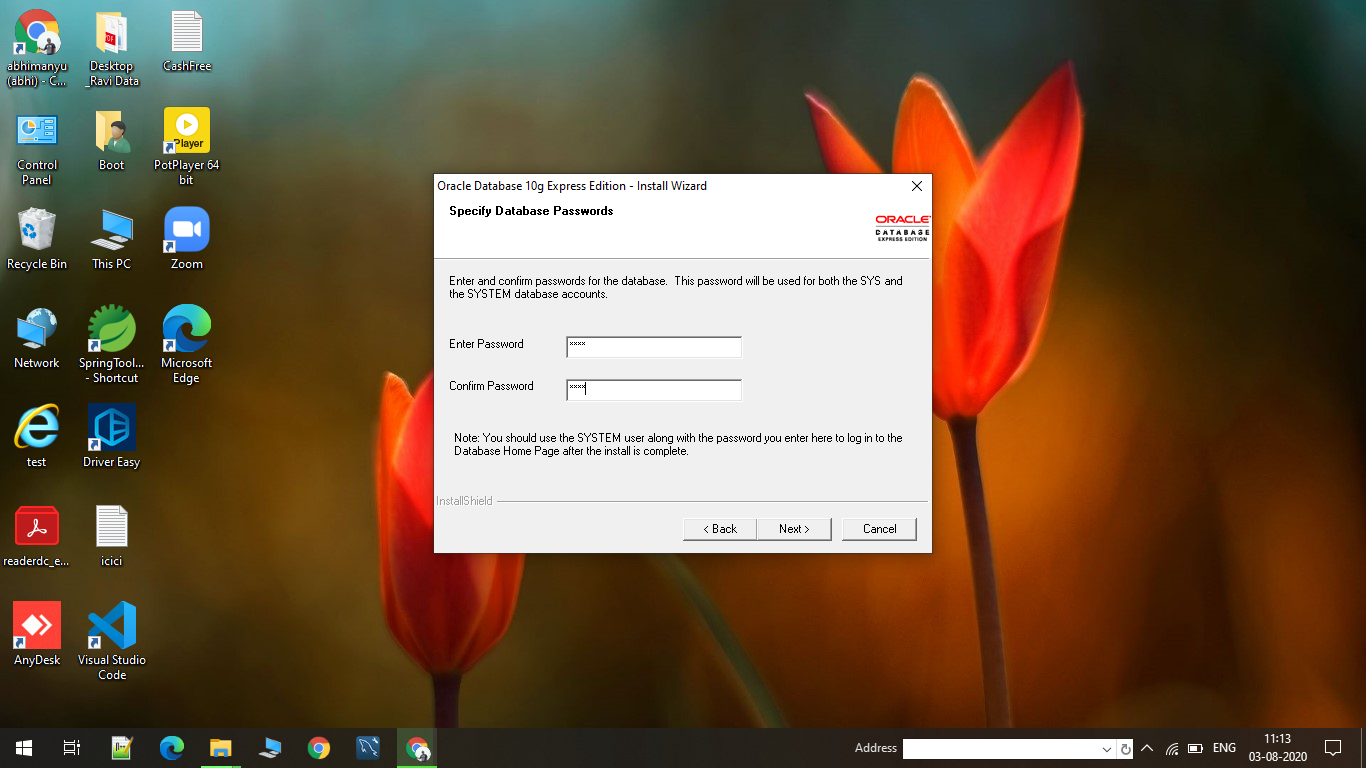 abhimanyu
(abhi) - C...
Desktop
_Ravi Data
CashFree
Control
Panel
Boot
Player
PotPlayer 64
bit
Recycle Bin
This PC
Zoom
Network
SpringTool...
- Shortcut
Microsoft
Edge
test
Driver Easy
readerdc_e...
icici
AnyDesk
Visual Studio
Code
Oracle Database 10g Express Edition - Install Wizard
Specify Database Passwords
ORACLE
DATABASE
EXPRESS EDITION
Enter and confirm passwords for the database.  This password will be used for both the SYS and
the SYSTEM database accounts.
Enter Password
****
Confirm Password
****
Note: You should use the SYSTEM user along with the password you enter here to log in to the
Database Home Page after the install is complete.
InstallShield
< Back
Next >
Cancel
Address
ENG
11:13
03-08-2020